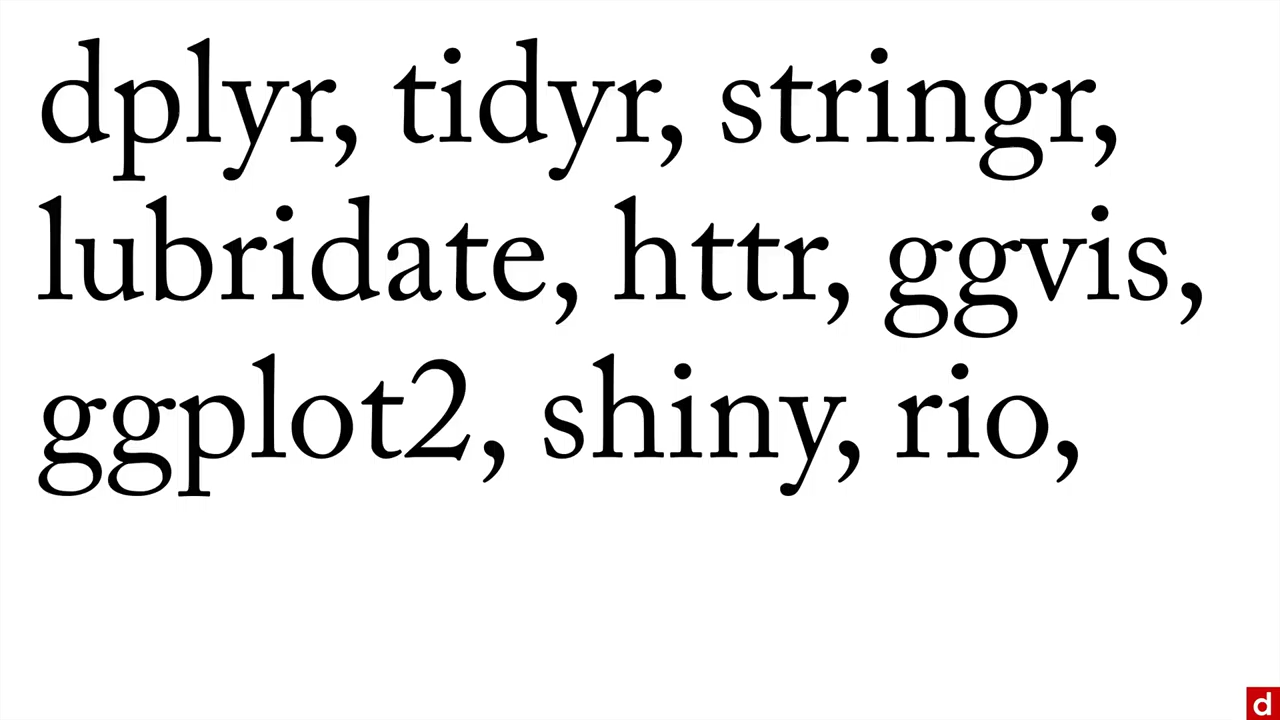 dplyr, tidyr, stringr,
lubridate, httr, ggvis,
ggplot2, shiny, rio,
d